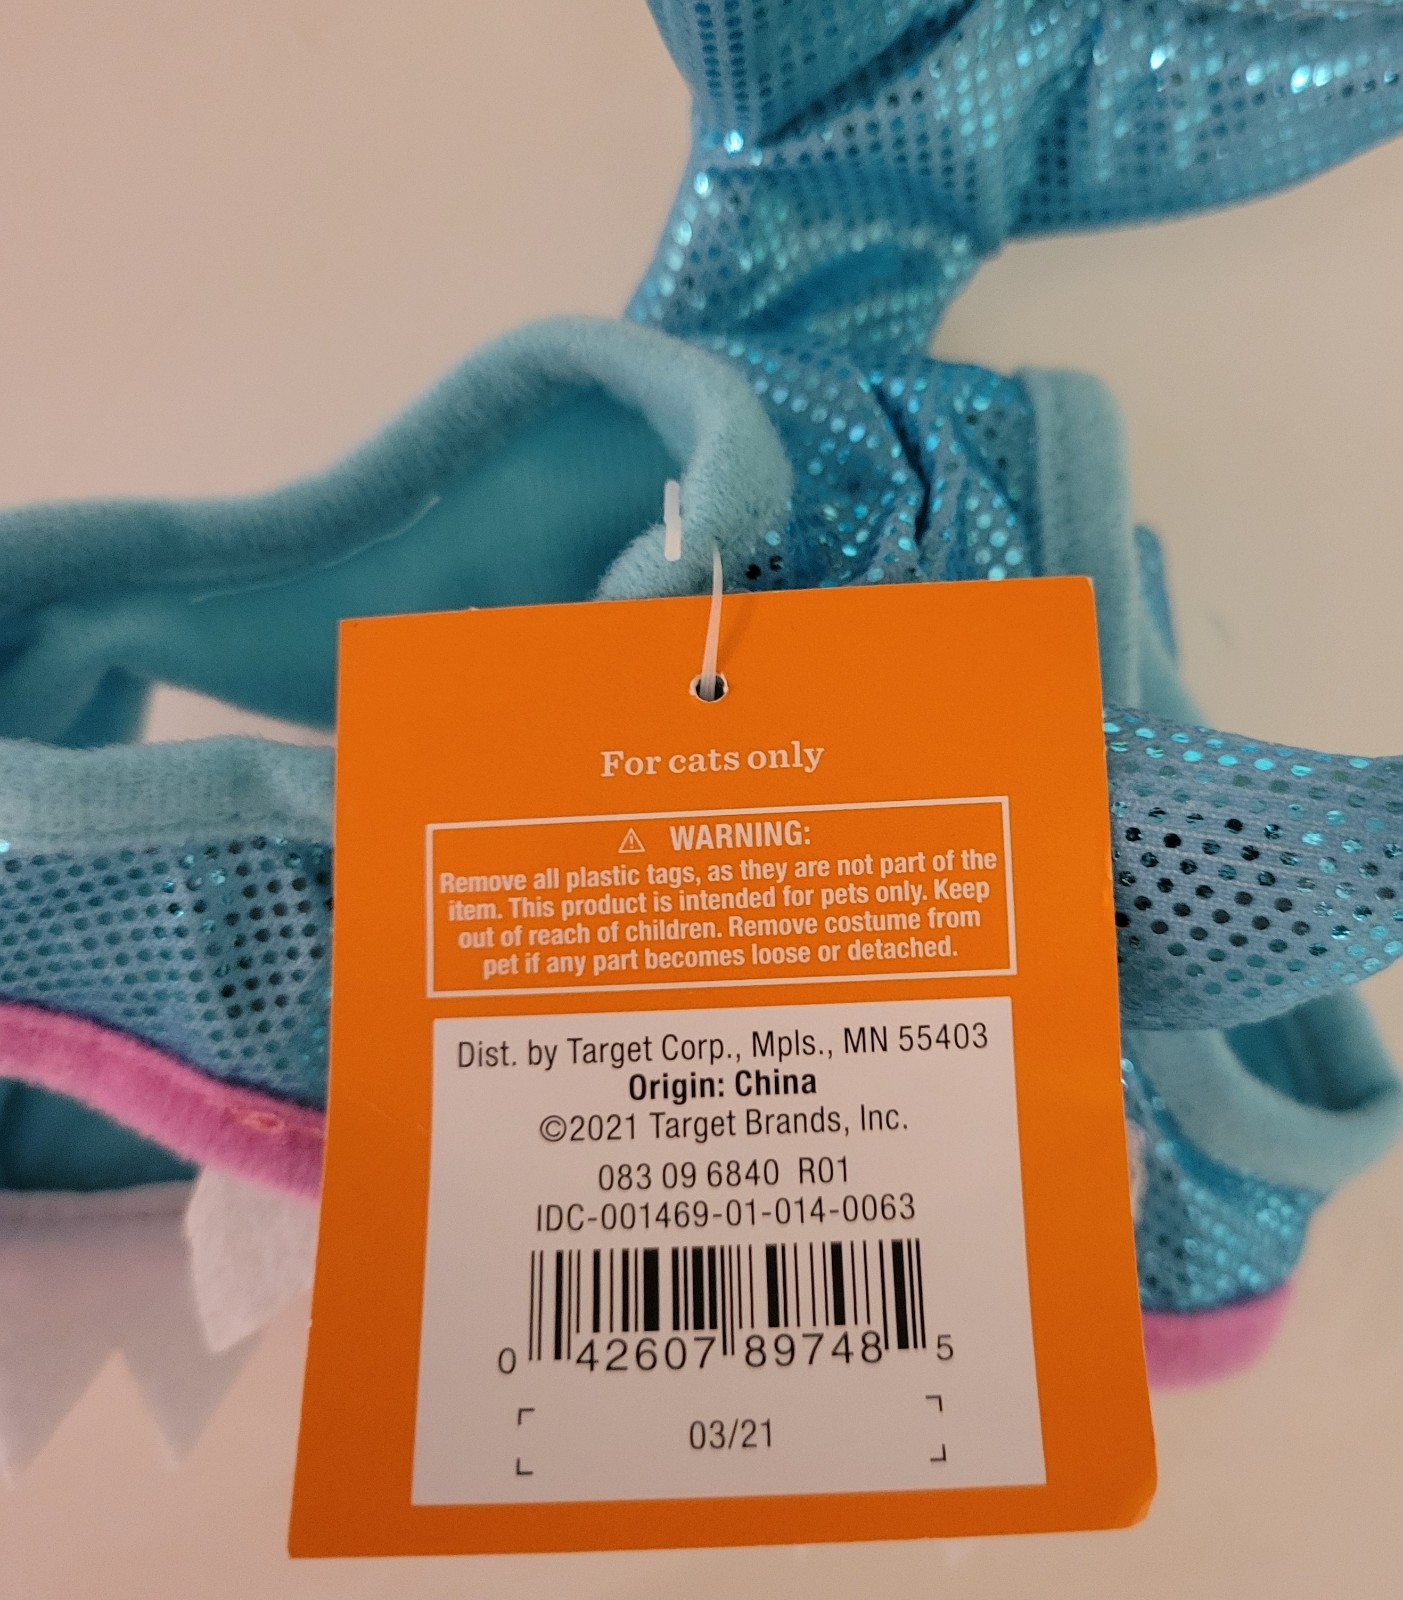 For cats only
⚠ WARNING:
Remove all plastic tags, as they are not part of the
item. This product is intended for pets only. Keep
out of reach of children. Remove costume from
pet if any part becomes loose or detached.
Dist. by Target Corp., Mpls., MN 55403
Origin: China
©2021 Target Brands, Inc.
083 09 6840 R01
IDC-001469-01-014-0063
0 42607 89748 5
03/21